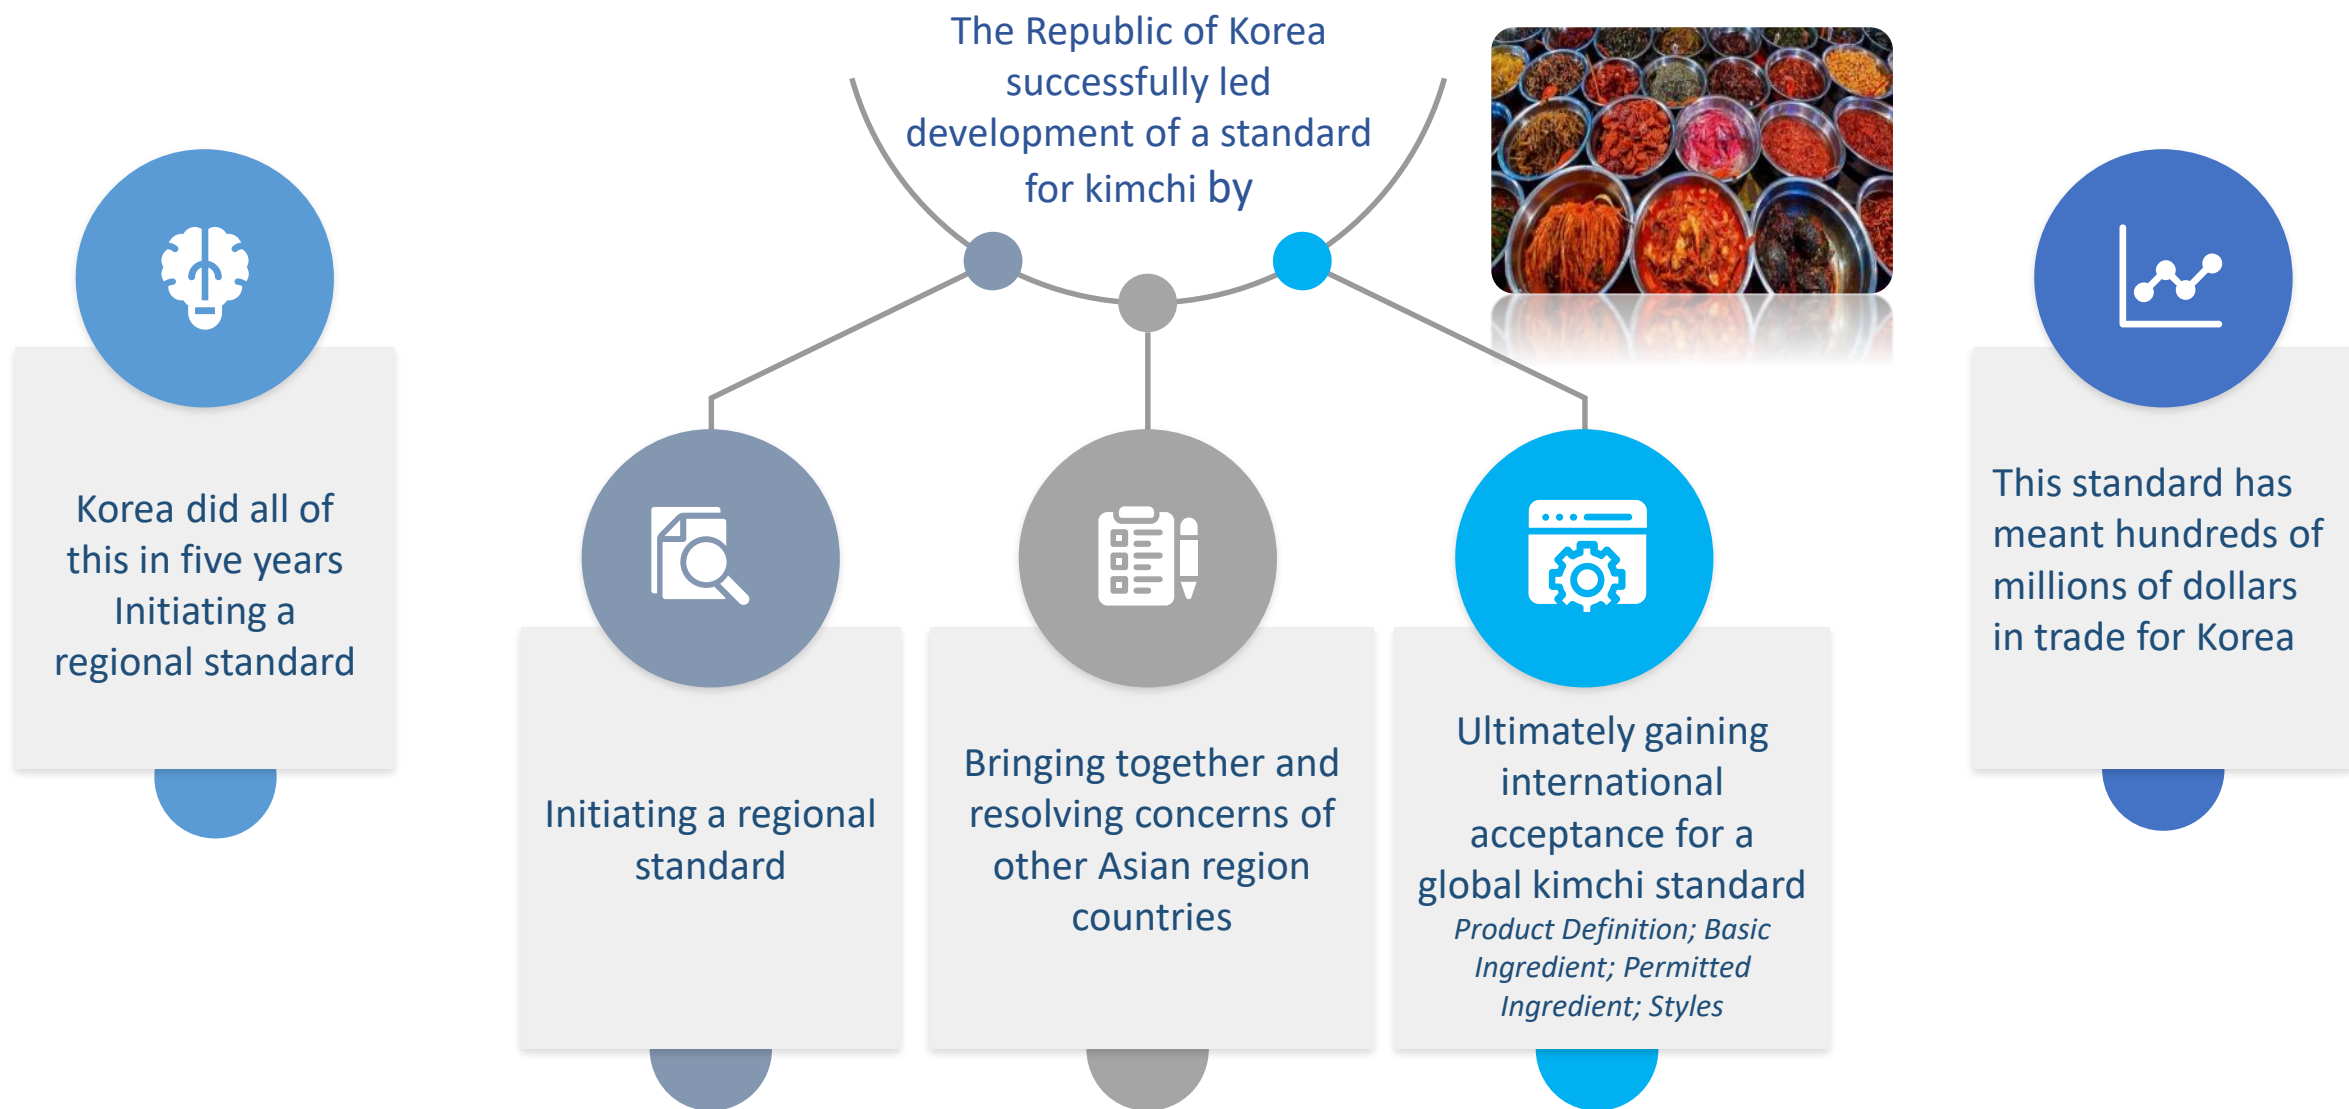 The Republic of Korea
successfully led
development of a standard
for kimchi by
Korea did all of
this in five years
Initiating a
regional standard
Initiating a regional
standard
Bringing together and
resolving concerns of
other Asian region
countries
Ultimately gaining
international
acceptance for a
global kimchi standard
Product Definition; Basic
Ingredient; Permitted
Ingredient; Styles
This standard has
meant hundreds of
millions of dollars
in trade for Korea